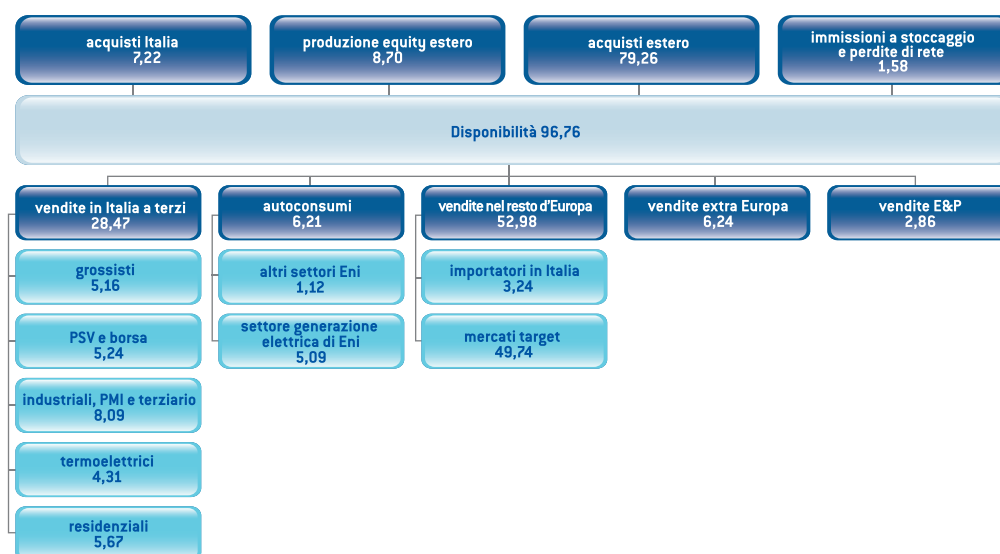 acquisti Italia
7,22
produzione equity estero
8,70
acquisti estero
79,26
immissioni a stoccaggio
e perdite di rete
1,58
Disponibilità 96,76
vendite in Italia a terzi
28,47
autoconsumi
6,21
vendite nel resto d'Europa
52,98
vendite extra Europa
6,24
vendite E&P
2,86
grossisti
5,16
altri settori Eni
1,12
importatori in Italia
3,24
PSV e borsa
5,24
settore generazione
elettrica di Eni
5,09
mercati target
49,74
industriali, PMI e terziario
8,09
termoelettrici
4,31
residenziali
5,67